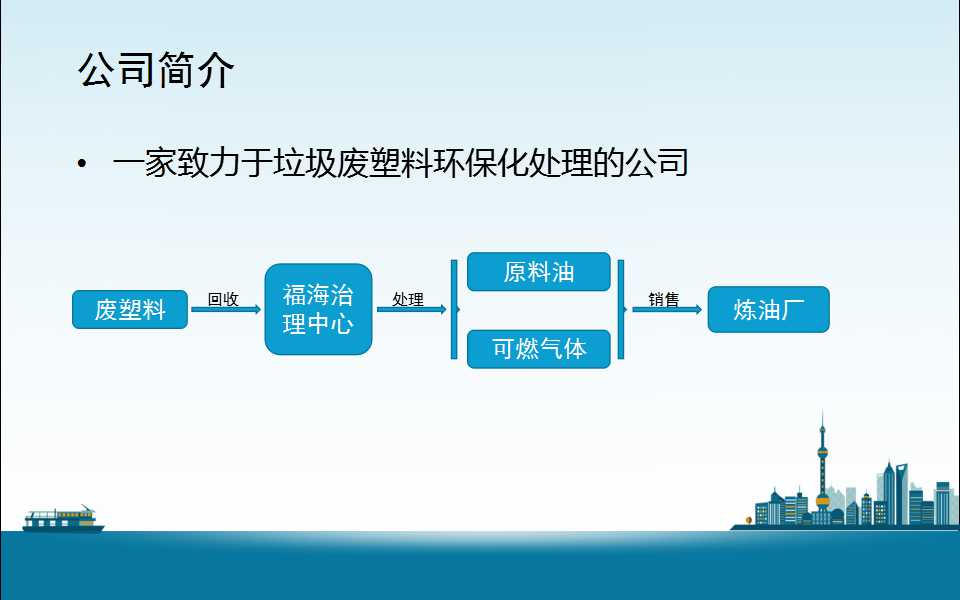 公司简介
• 一家致力于垃圾废塑料环保化处理的公司
废塑料
回收
福海治
理中心
处理
原料油
可燃气体
销售
炼油厂